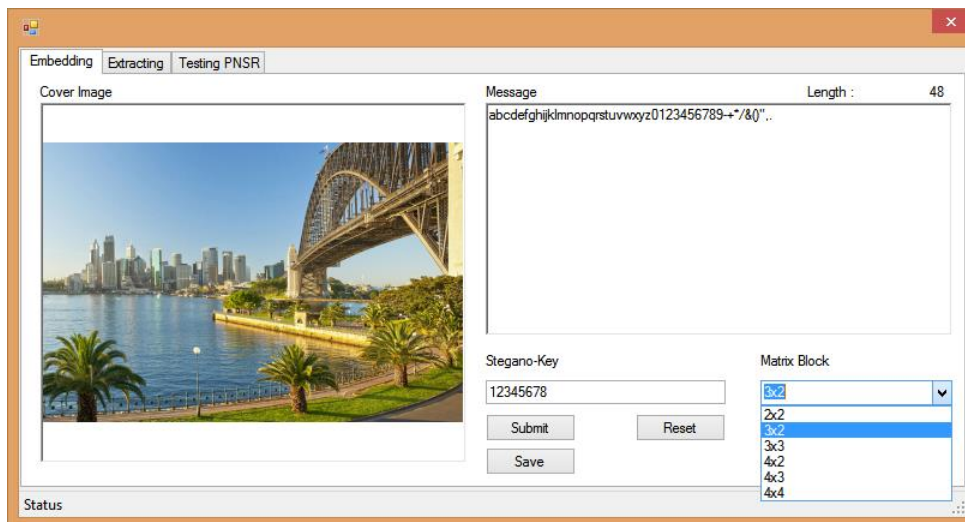 Embedding Extracting Testing PNSR
Cover Image
Message Length : 48
abcdefghijklmnopqrstuvwxyz0123456789-+*/&()",.
Stegano-Key Matrix Block
12345678 3x2
Submit Reset
Save
2x2
3x2
3x3
4x2
4x3
4x4
Status